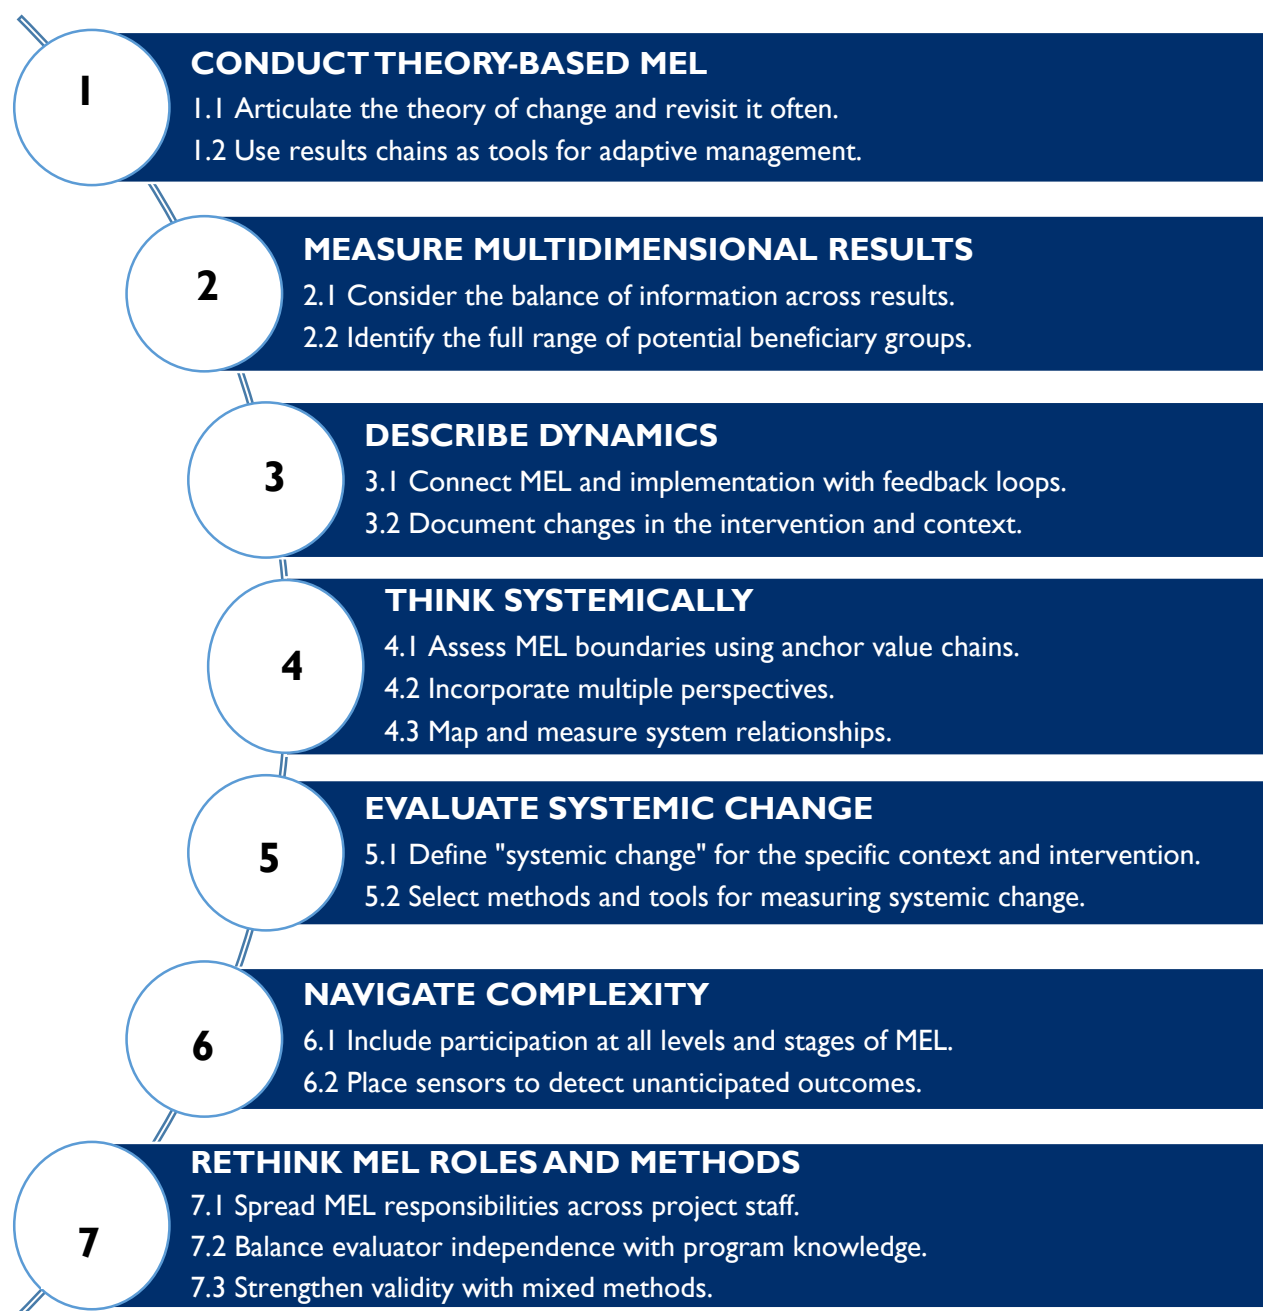 1
CONDUCT THEORY-BASED MEL
1.1 Articulate the theory of change and revisit it often.
1.2 Use results chains as tools for adaptive management.
2
MEASURE MULTIDIMENSIONAL RESULTS
2.1 Consider the balance of information across results.
2.2 Identify the full range of potential beneficiary groups.
3
DESCRIBE DYNAMICS
3.1 Connect MEL and implementation with feedback loops.
3.2 Document changes in the intervention and context.
4
THINK SYSTEMICALLY
4.1 Assess MEL boundaries using anchor value chains.
4.2 Incorporate multiple perspectives.
4.3 Map and measure system relationships.
5
EVALUATE SYSTEMIC CHANGE
5.1 Define "systemic change" for the specific context and intervention.
5.2 Select methods and tools for measuring systemic change.
6
NAVIGATE COMPLEXITY
6.1 Include participation at all levels and stages of MEL.
6.2 Place sensors to detect unanticipated outcomes.
7
RETHINK MEL ROLES AND METHODS
7.1 Spread MEL responsibilities across project staff.
7.2 Balance evaluator independence with program knowledge.
7.3 Strengthen validity with mixed methods.